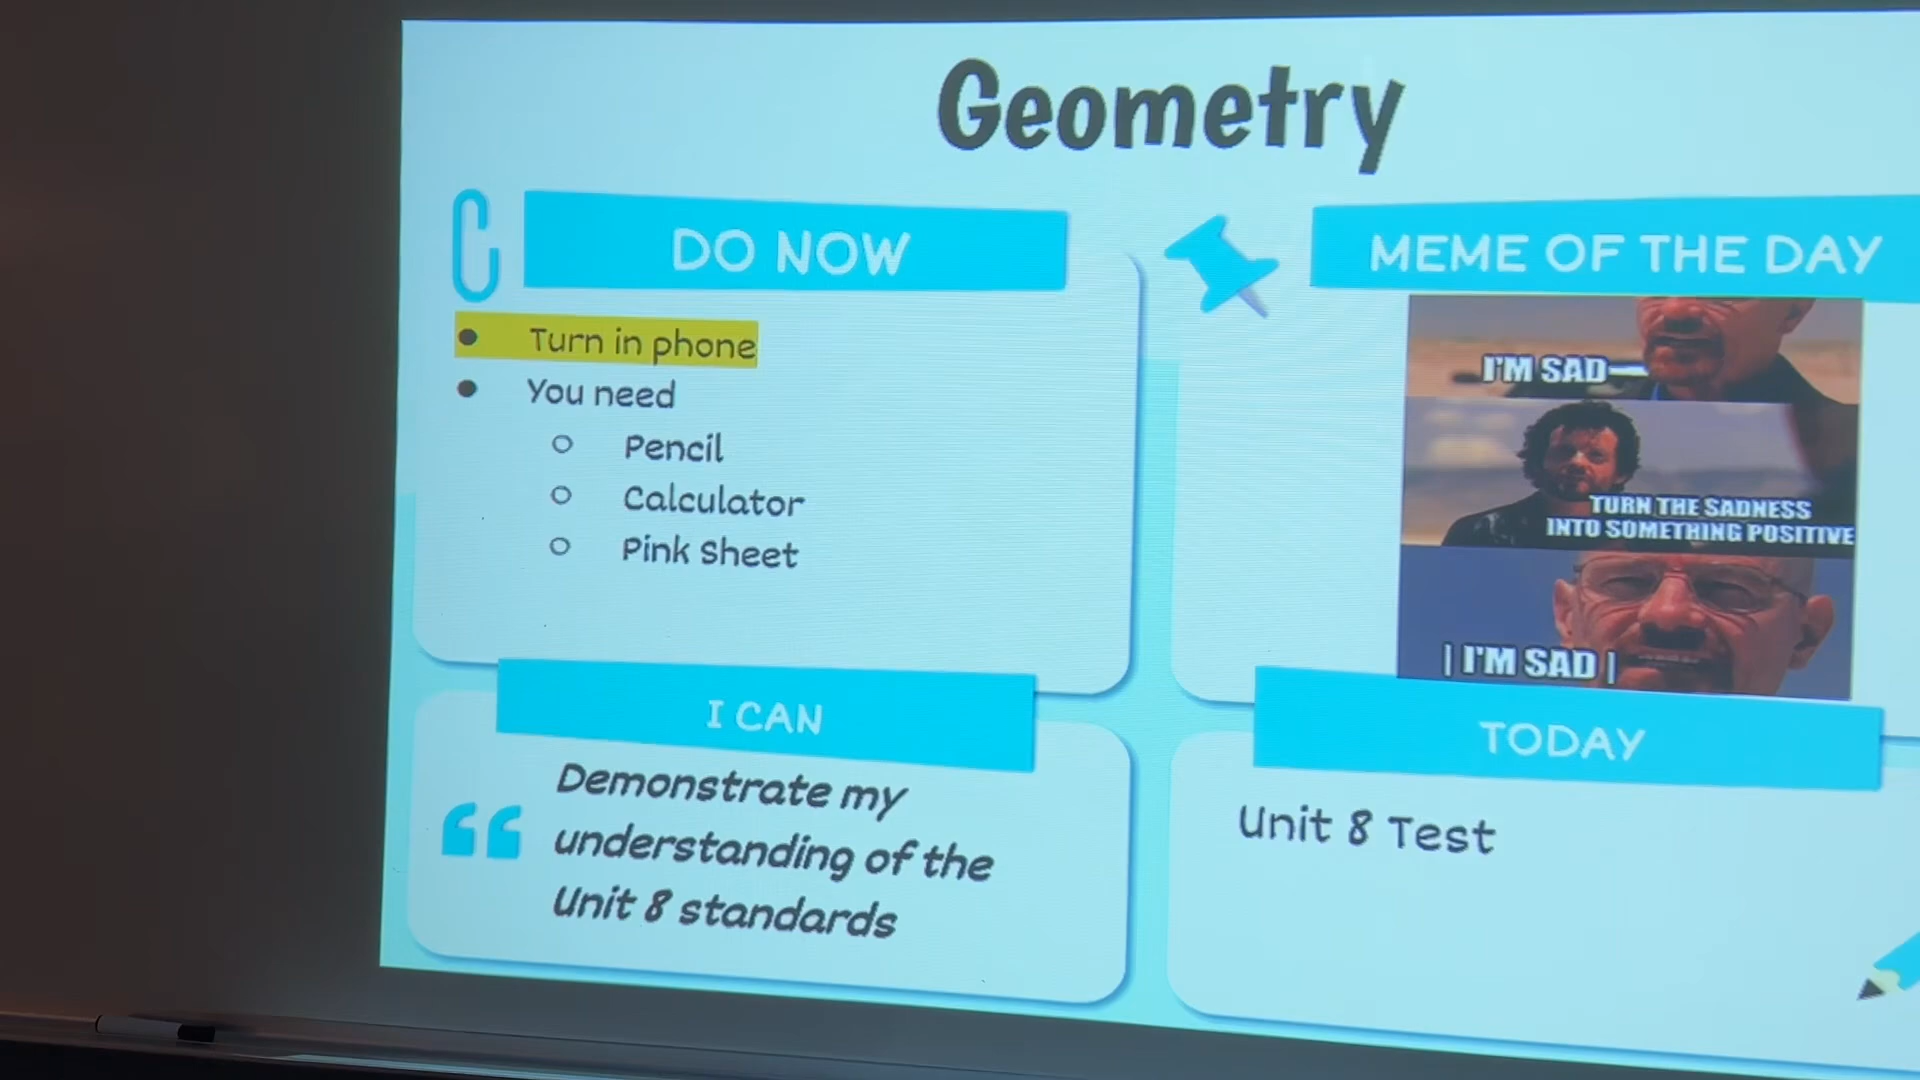 Geometry
DO NOW
Turn in phone
You need
Pencil
Calculator
Pink Sheet
MEME OF THE DAY
I'M SAD—
TURN THE SADNESS
INTO SOMETHING POSITIVE
| I'M SAD |
I CAN
Demonstrate my
understanding of the
Unit 8 standards
TODAY
Unit 8 Test